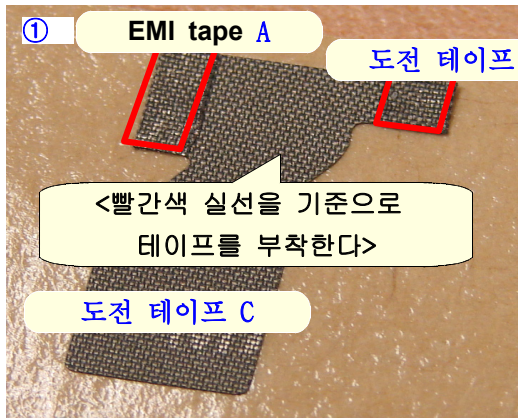 ①
EMI tape A
도전 테이프
<빨간색 실선을 기준으로
테이프를 부착한다>
도전 테이프 C